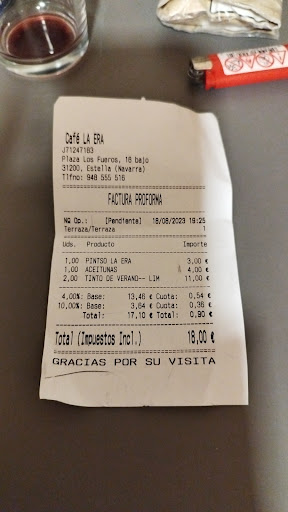 Café LA ERA
J71247183
Plaza Los Fueros, 16 bajo
31200, Estella (Navarra)
Tlfno: 948 555 516
FACTURA PROFORMA
Nº Op.: [Pendiente] 18/08/2023 19:25
Terraza/Terraza 1
Uds. Producto Importe
1,00 PINTSO LA ERA 3,00 €
1,00 ACEITUNAS 4,00 €
2,00 TINTO DE VERANO-- LIM 11,00 €
4,00% Base: 13,46 € Cuota: 0,54 €
10,00% Base: 3,64 € Cuota: 0,36 €
Total: 17,10 € Total: 0,90 €
Total (Impuestos Incl.) 18,00 €
GRACIAS POR SU VISITA